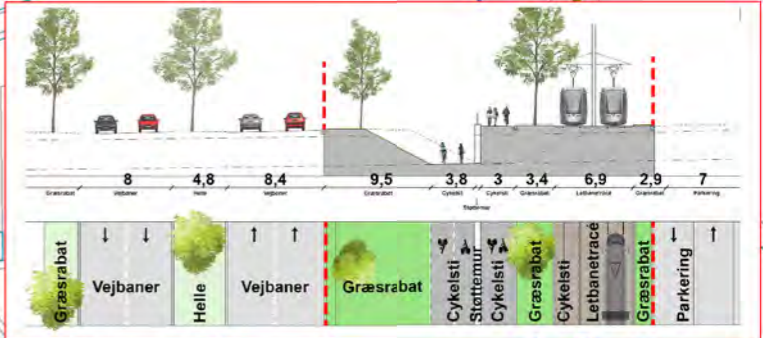 8 4,8 8,4 9,5 3,8 3 3,4 6,9 2,9 7
Græsrabat Vejbaner Helle Vejbaner Græsrabat Cykelsti Cykelsti Græsrabat Letbanetracé Græsrabat Parkering
Støttemur
Græsrabat
Vejbaner
Helle
Vejbaner
Græsrabat
Cykelsti
Støttemur
Cykelsti
Græsrabat
Cykelsti
Letbanetracé
Græsrabat
Parkering